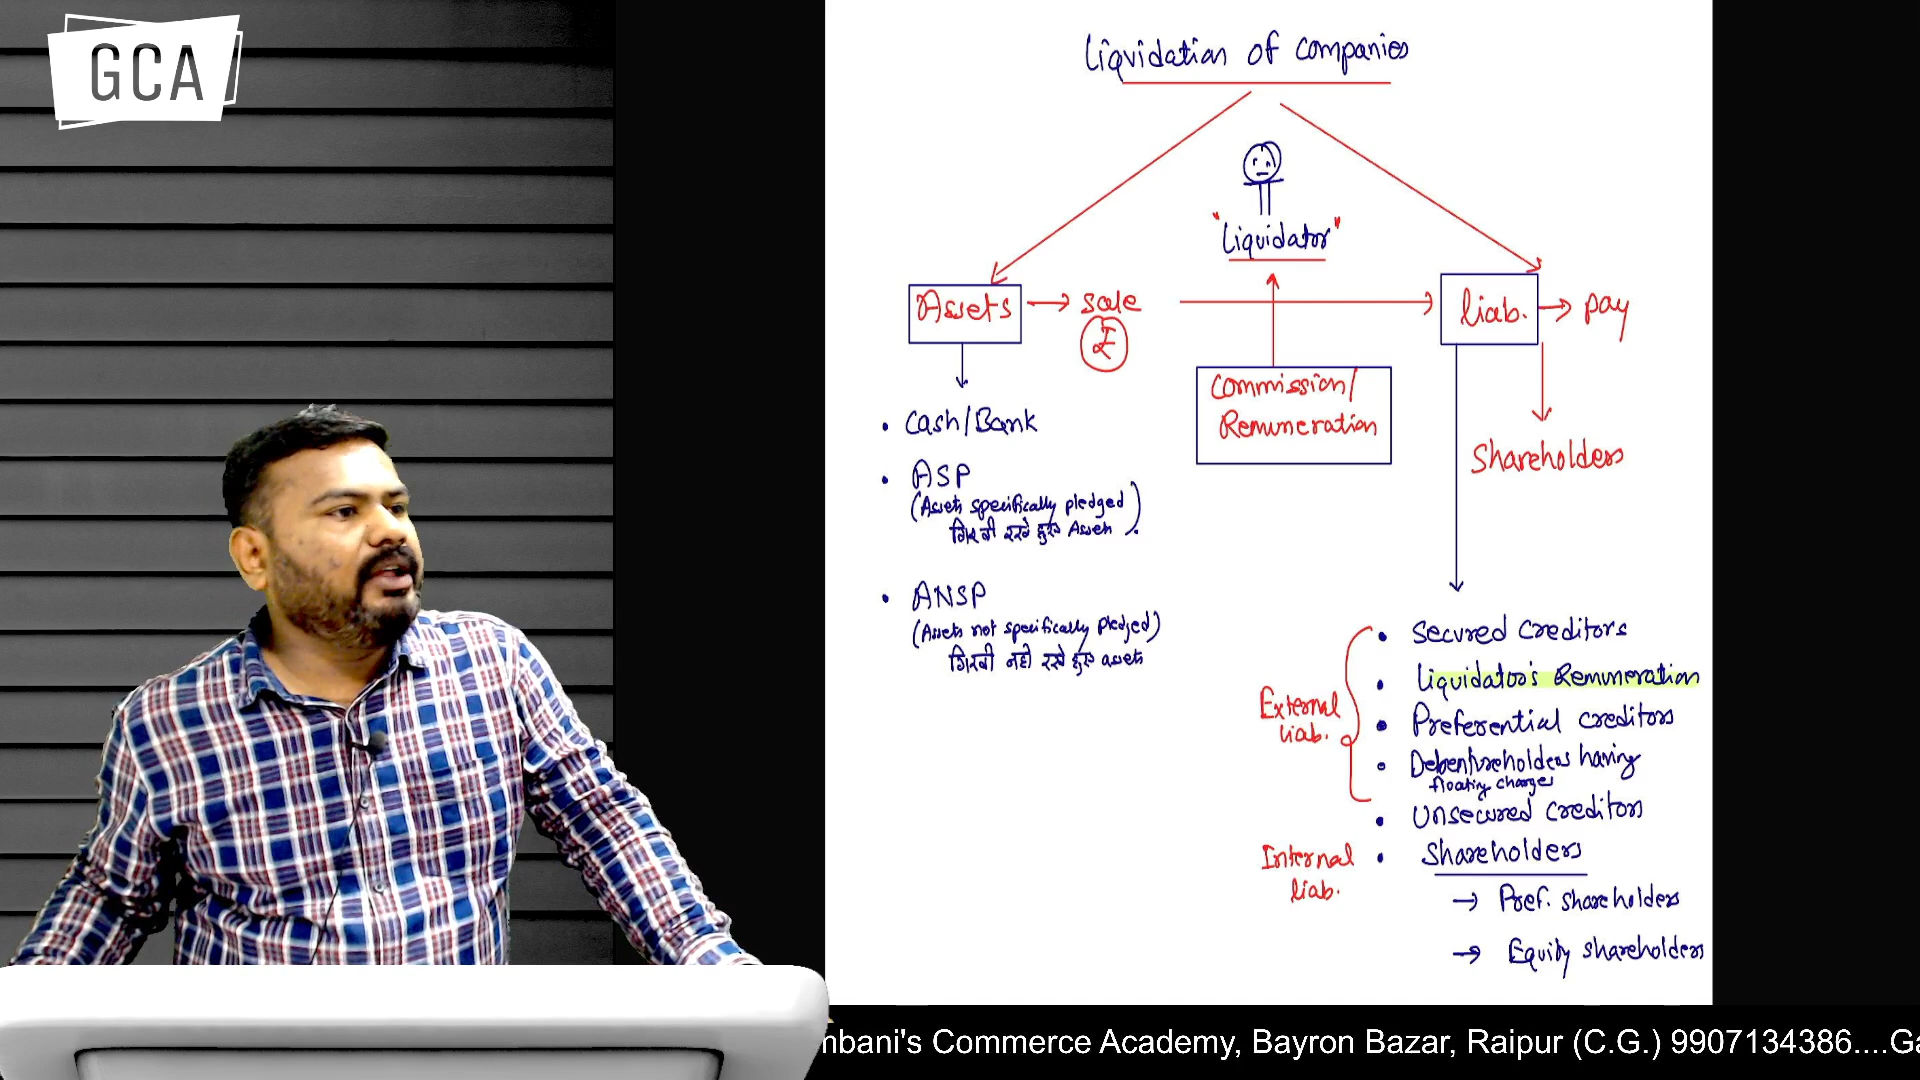 GCA
Liquidation of companies
"Liquidator"
Assets → sale
₹
liab. → pay
Commission/
Remuneration
Shareholders
• Cash/Bank
• ASP
(Assets specifically pledged)
गिरवी रखे हुए Assets
• ANSP
(Assets not specifically pledged)
गिरवी नही रखे हुए assets
External
liab.
• Secured creditors
• Liquidator's Remuneration
• Preferential creditors
• Debentureholders having
floating charges
• Unsecured creditors
Internal
liab.
• Shareholders
→ Pref. shareholders
→ Equity shareholders
mbani's Commerce Academy, Bayron Bazar, Raipur (C.G.) 9907134386....Ga